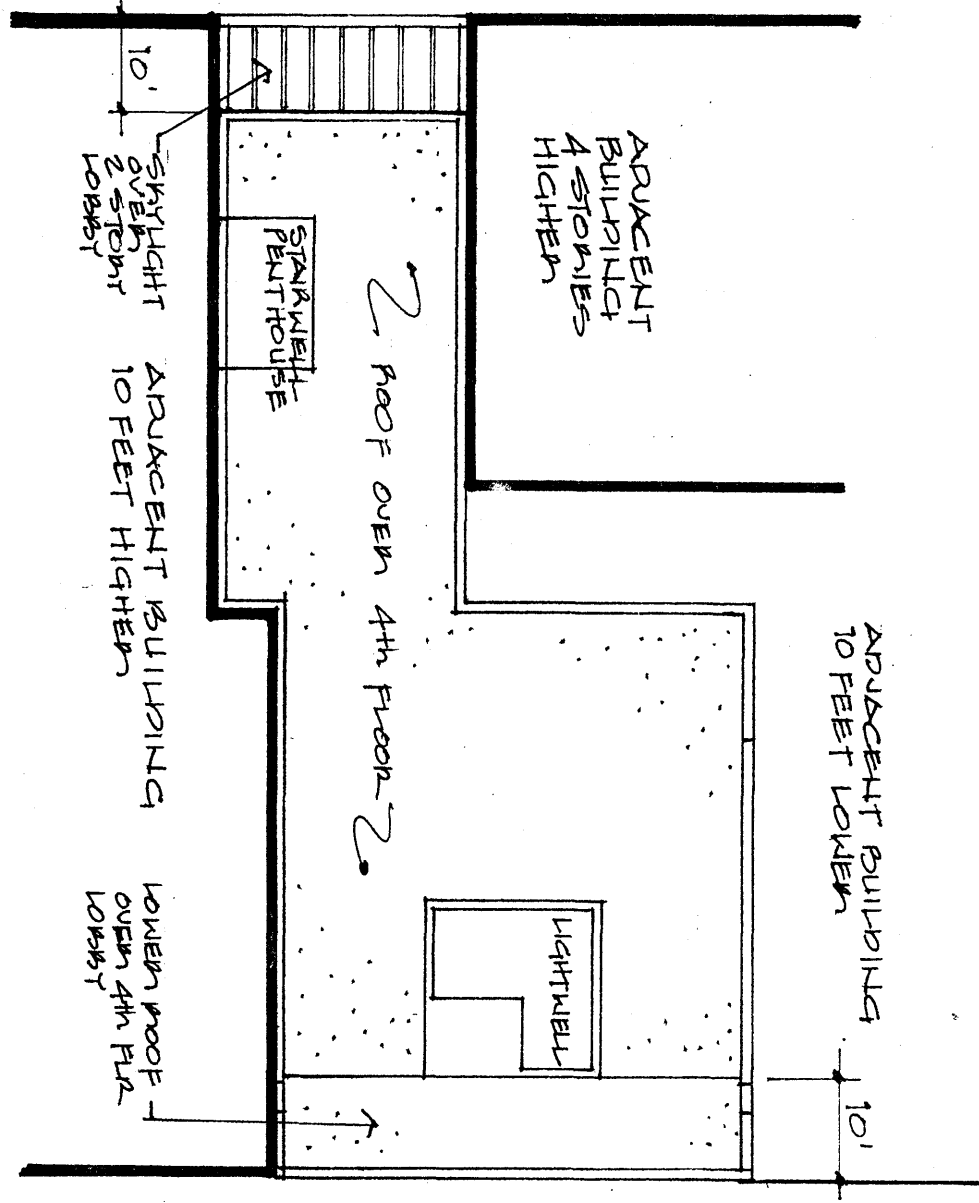 ADJACENT BUILDING
10 FEET LOWER
10'
ADJACENT
BUILDING
4 STORIES
HIGHER
ROOF OVER 4th FLOOR
LIGHTWELL
STAIRWELL
PENTHOUSE
10'
SKYLIGHT
OVER
2 STORY
LOBBY
ADJACENT BUILDING
10 FEET HIGHER
LOWER ROOF
OVER 4th FLR
LOBBY